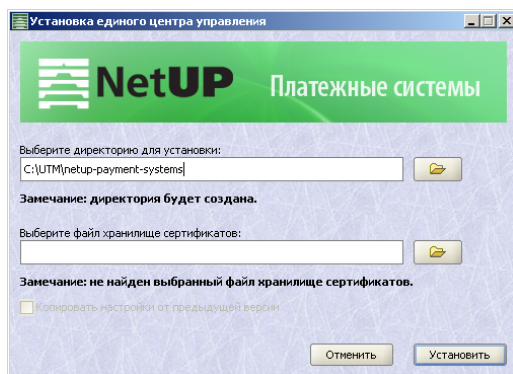 Установка единого центра управления
NetUP Платежные системы
Выберите директорию для установки:
C:\UTM\netup-payment-systems
Замечание: директория будет создана.
Выберите файл хранилище сертификатов:
Замечание: не найден выбранный файл хранилище сертификатов.
Копировать настройки от предыдущей версии
Отменить Установить